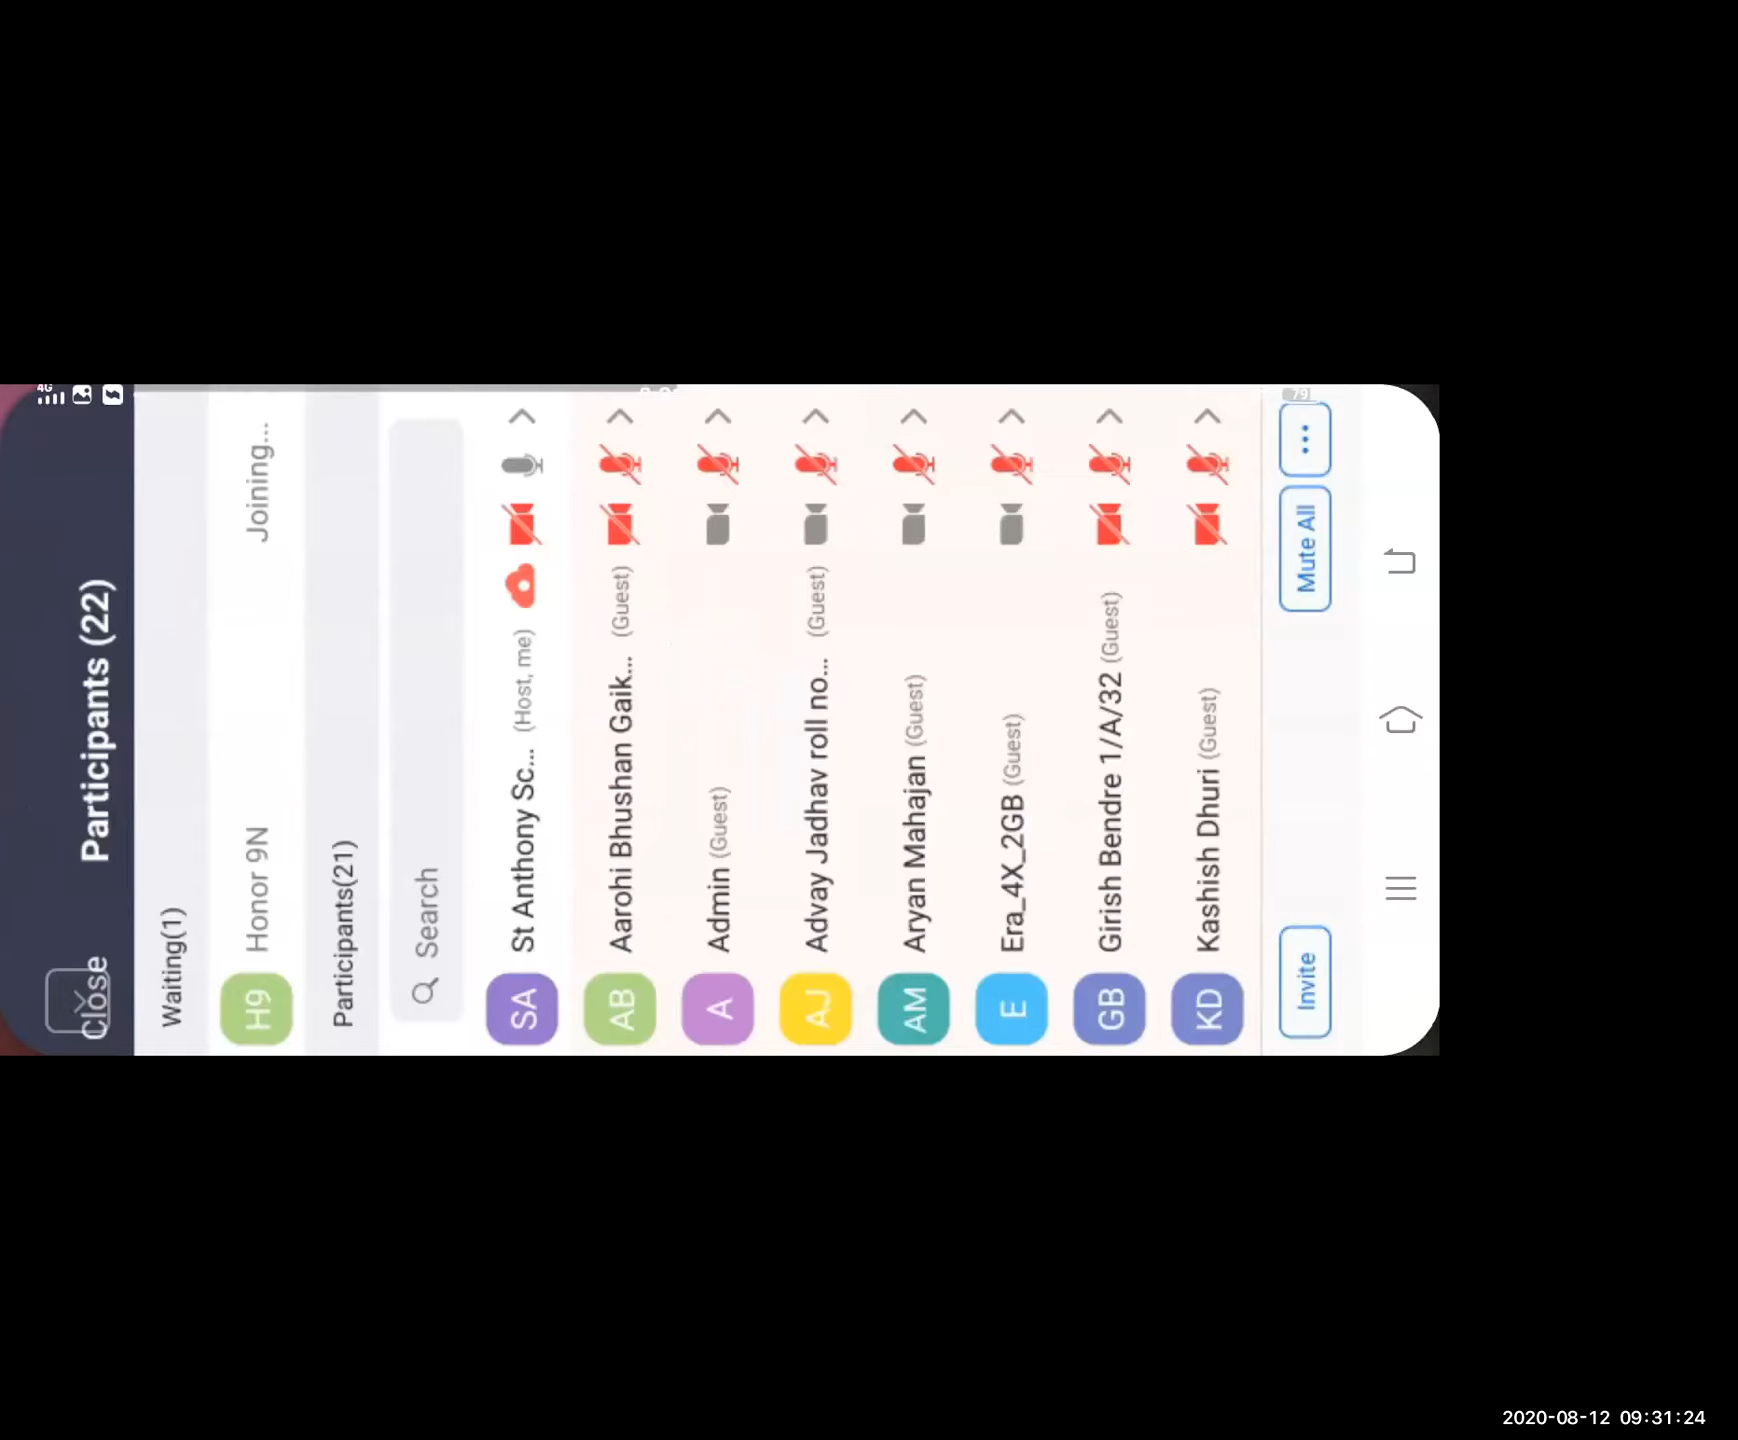 4G
79
Close
Participants (22)
Waiting(1)
H9 Honor 9N Joining...
Participants(21)
Search
SA St Anthony Sc... (Host, me)
AB Aarohi Bhushan Gaik... (Guest)
A Admin (Guest)
AJ Advay Jadhav roll no... (Guest)
AM Aryan Mahajan (Guest)
E Era_4X_2GB (Guest)
GB Girish Bendre 1/A/32 (Guest)
KD Kashish Dhuri (Guest)
Invite Mute All ...
2020-08-12 09:31:24